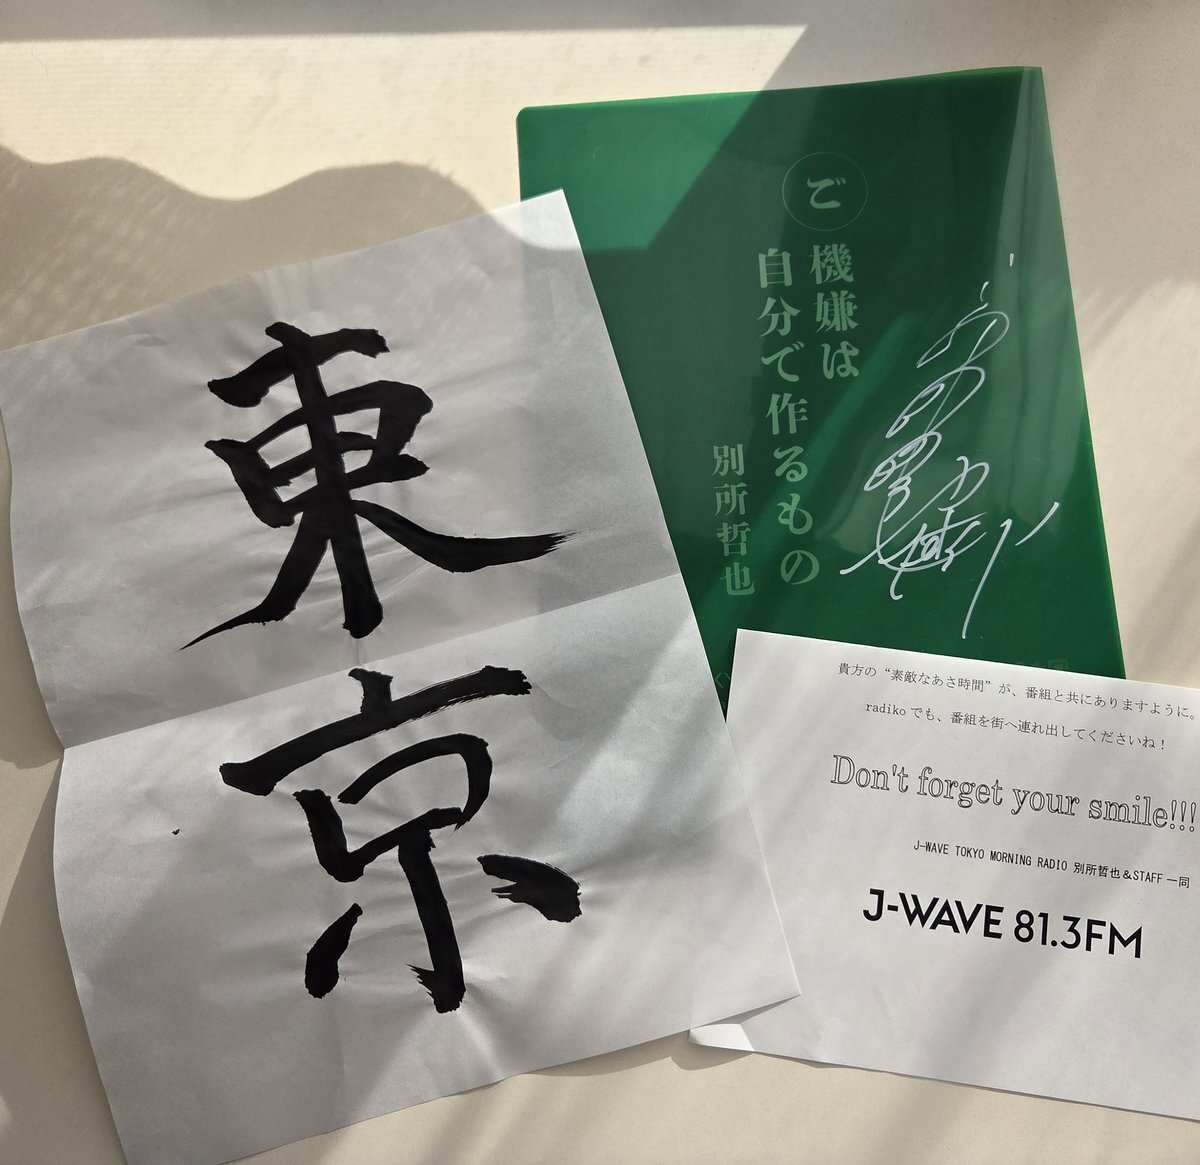 東
京
ご
機嫌は
自分で作るもの
別所哲也
貴方の“素敵なあさ時間”が、番組と共にありますように。
radikoでも、番組を街へ連れ出してくださいね！
Don't forget your smile!!!
J-WAVE TOKYO MORNING RADIO 別所哲也&STAFF一同
J-WAVE 81.3FM